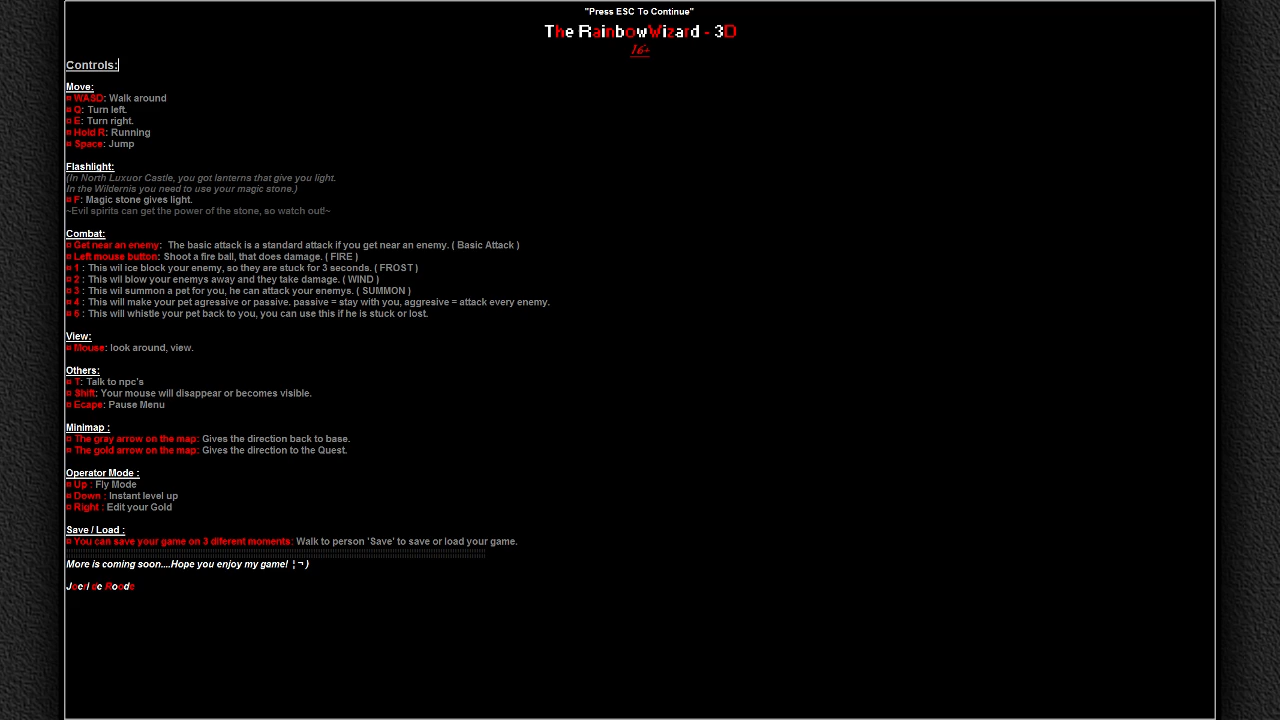 "Press ESC To Continue"
The RainbowWizard - 3D
16+
Controls:
Move:
¤ WASD: Walk around
¤ Q: Turn left.
¤ E: Turn right.
¤ Hold R: Running
¤ Space: Jump
Flashlight:
(In North Luxuor Castle, you got lanterns that give you light.
In the Wildernis you need to use your magic stone.)
¤ F: Magic stone gives light.
~Evil spirits can get the power of the stone, so watch out!~
Combat:
¤ Get near an enemy:  The basic attack is a standard attack if you get near an enemy. ( Basic Attack )
¤ Left mouse button: Shoot a fire ball, that does damage. ( FIRE )
¤ 1 : This wil ice block your enemy, so they are stuck for 3 seconds. ( FROST )
¤ 2 : This wil blow your enemys away and they take damage. ( WIND )
¤ 3 : This wil summon a pet for you, he can attack your enemys. ( SUMMON )
¤ 4 : This will make your pet agressive or passive. passive = stay with you, aggresive = attack every enemy.
¤ 6 : This will whistle your pet back to you, you can use this if he is stuck or lost.
View:
¤ Mouse: look around, view.
Others:
¤ T: Talk to npc's
¤ Shift: Your mouse will disappear or becomes visible.
¤ Ecape: Pause Menu
Minimap :
¤ The gray arrow on the map: Gives the direction back to base.
¤ The gold arrow on the map: Gives the direction to the Quest.
Operator Mode :
¤ Up : Fly Mode
¤ Down : Instant level up
¤ Right : Edit your Gold
Save / Load :
¤ You can save your game on 3 diferent moments: Walk to person 'Save' to save or load your game.
More is coming soon....Hope you enjoy my game! ¦ ¬ )
Joeri de Roode